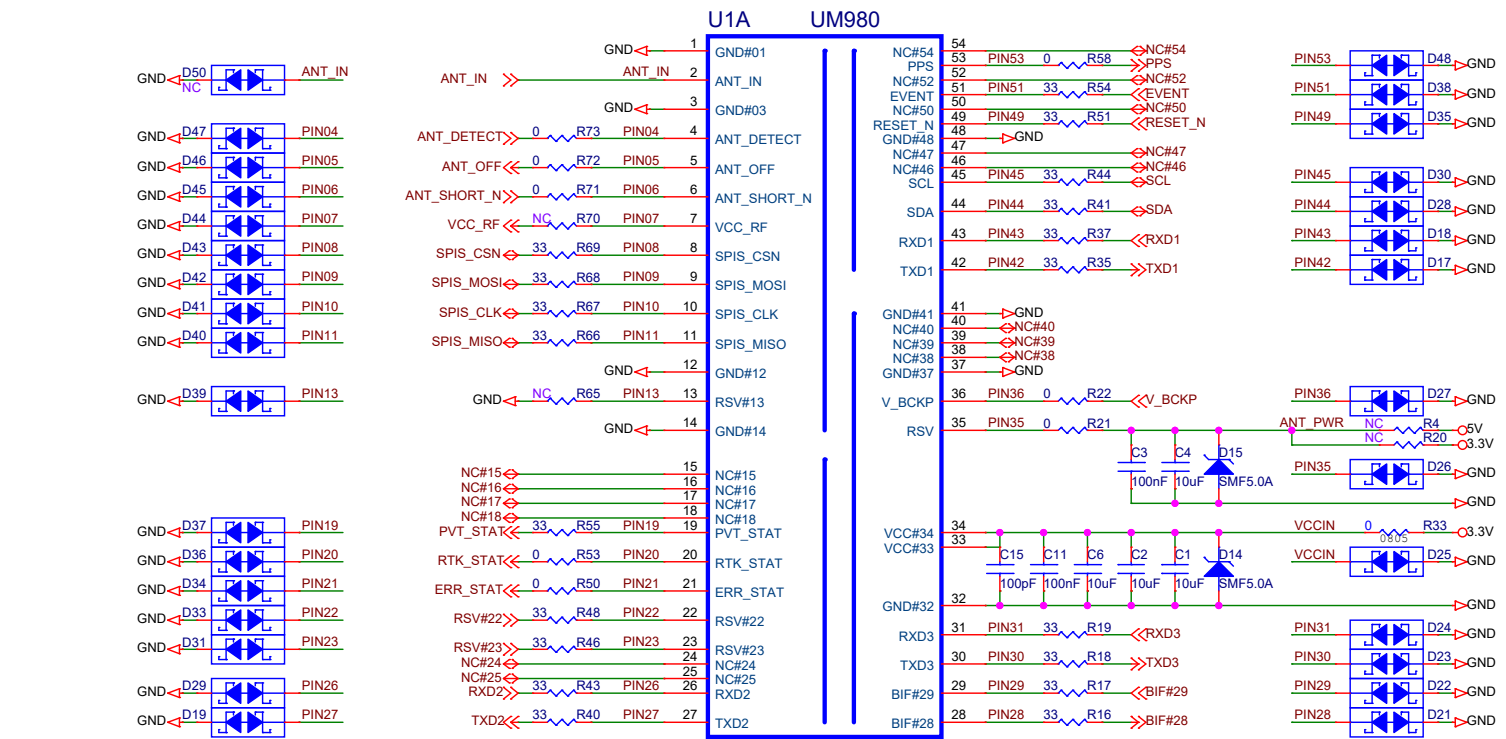 U1A UM980
GND 1 GND#01 NC#54 54 NC#54
PPS 53 PIN53 0 R58 PPS PIN53 D48 GND
GND D50 NC ANT_IN ANT_IN ANT_IN 2 ANT_IN NC#52 52 NC#52
EVENT 51 PIN51 33 R54 EVENT PIN51 D38 GND
GND 3 GND#03 NC#50 50 NC#50
RESET_N 49 PIN49 33 R51 RESET_N PIN49 D35 GND
GND D47 PIN04 ANT_DETECT 0 R73 PIN04 4 ANT_DETECT GND#48 48 GND
NC#47 47 NC#47
GND D46 PIN05 ANT_OFF 0 R72 PIN05 5 ANT_OFF NC#46 46 NC#46
SCL 45 PIN45 33 R44 SCL PIN45 D30 GND
GND D45 PIN06 ANT_SHORT_N 0 R71 PIN06 6 ANT_SHORT_N SDA 44 PIN44 33 R41 SDA PIN44 D28 GND
GND D44 PIN07 VCC_RF NC R70 PIN07 7 VCC_RF RXD1 43 PIN43 33 R37 RXD1 PIN43 D18 GND
GND D43 PIN08 SPIS_CSN 33 R69 PIN08 8 SPIS_CSN TXD1 42 PIN42 33 R35 TXD1 PIN42 D17 GND
GND D42 PIN09 SPIS_MOSI 33 R68 PIN09 9 SPIS_MOSI
GND D41 PIN10 SPIS_CLK 33 R67 PIN10 10 SPIS_CLK GND#41 41 GND
NC#40 40 NC#40
GND D40 PIN11 SPIS_MISO 33 R66 PIN11 11 SPIS_MISO NC#39 39 NC#39
NC#38 38 NC#38
GND 12 GND#12 GND#37 37 GND
GND D39 PIN13 GND NC R65 PIN13 13 RSV#13 V_BCKP 36 PIN36 0 R22 V_BCKP PIN36 D27 GND
GND 14 GND#14 RSV 35 PIN35 0 R21 ANT_PWR NC R4 5V
NC R20 3.3V
C3 100nF C4 10uF D15 SMF5.0A PIN35 D26 GND
GND
NC#15 15 NC#15
NC#16 16 NC#16
NC#17 17 NC#17
NC#18 18 NC#18
GND D37 PIN19 PVT_STAT 33 R55 PIN19 19 PVT_STAT VCC#34 34 VCCIN 0 R33 0805 3.3V
VCC#33 33
GND D36 PIN20 RTK_STAT 0 R53 PIN20 20 RTK_STAT C15 100pF C11 100nF C6 10uF C2 10uF C1 10uF D14 SMF5.0A VCCIN D25 GND
GND D34 PIN21 ERR_STAT 0 R50 PIN21 21 ERR_STAT GND#32 32 GND
GND D33 PIN22 RSV#22 33 R48 PIN22 22 RSV#22 RXD3 31 PIN31 33 R19 RXD3 PIN31 D24 GND
GND D31 PIN23 RSV#23 33 R46 PIN23 23 RSV#23 TXD3 30 PIN30 33 R18 TXD3 PIN30 D23 GND
NC#24 24 NC#24
NC#25 25 NC#25
GND D29 PIN26 RXD2 33 R43 PIN26 26 RXD2 BIF#29 29 PIN29 33 R17 BIF#29 PIN29 D22 GND
GND D19 PIN27 TXD2 33 R40 PIN27 27 TXD2 BIF#28 28 PIN28 33 R16 BIF#28 PIN28 D21 GND